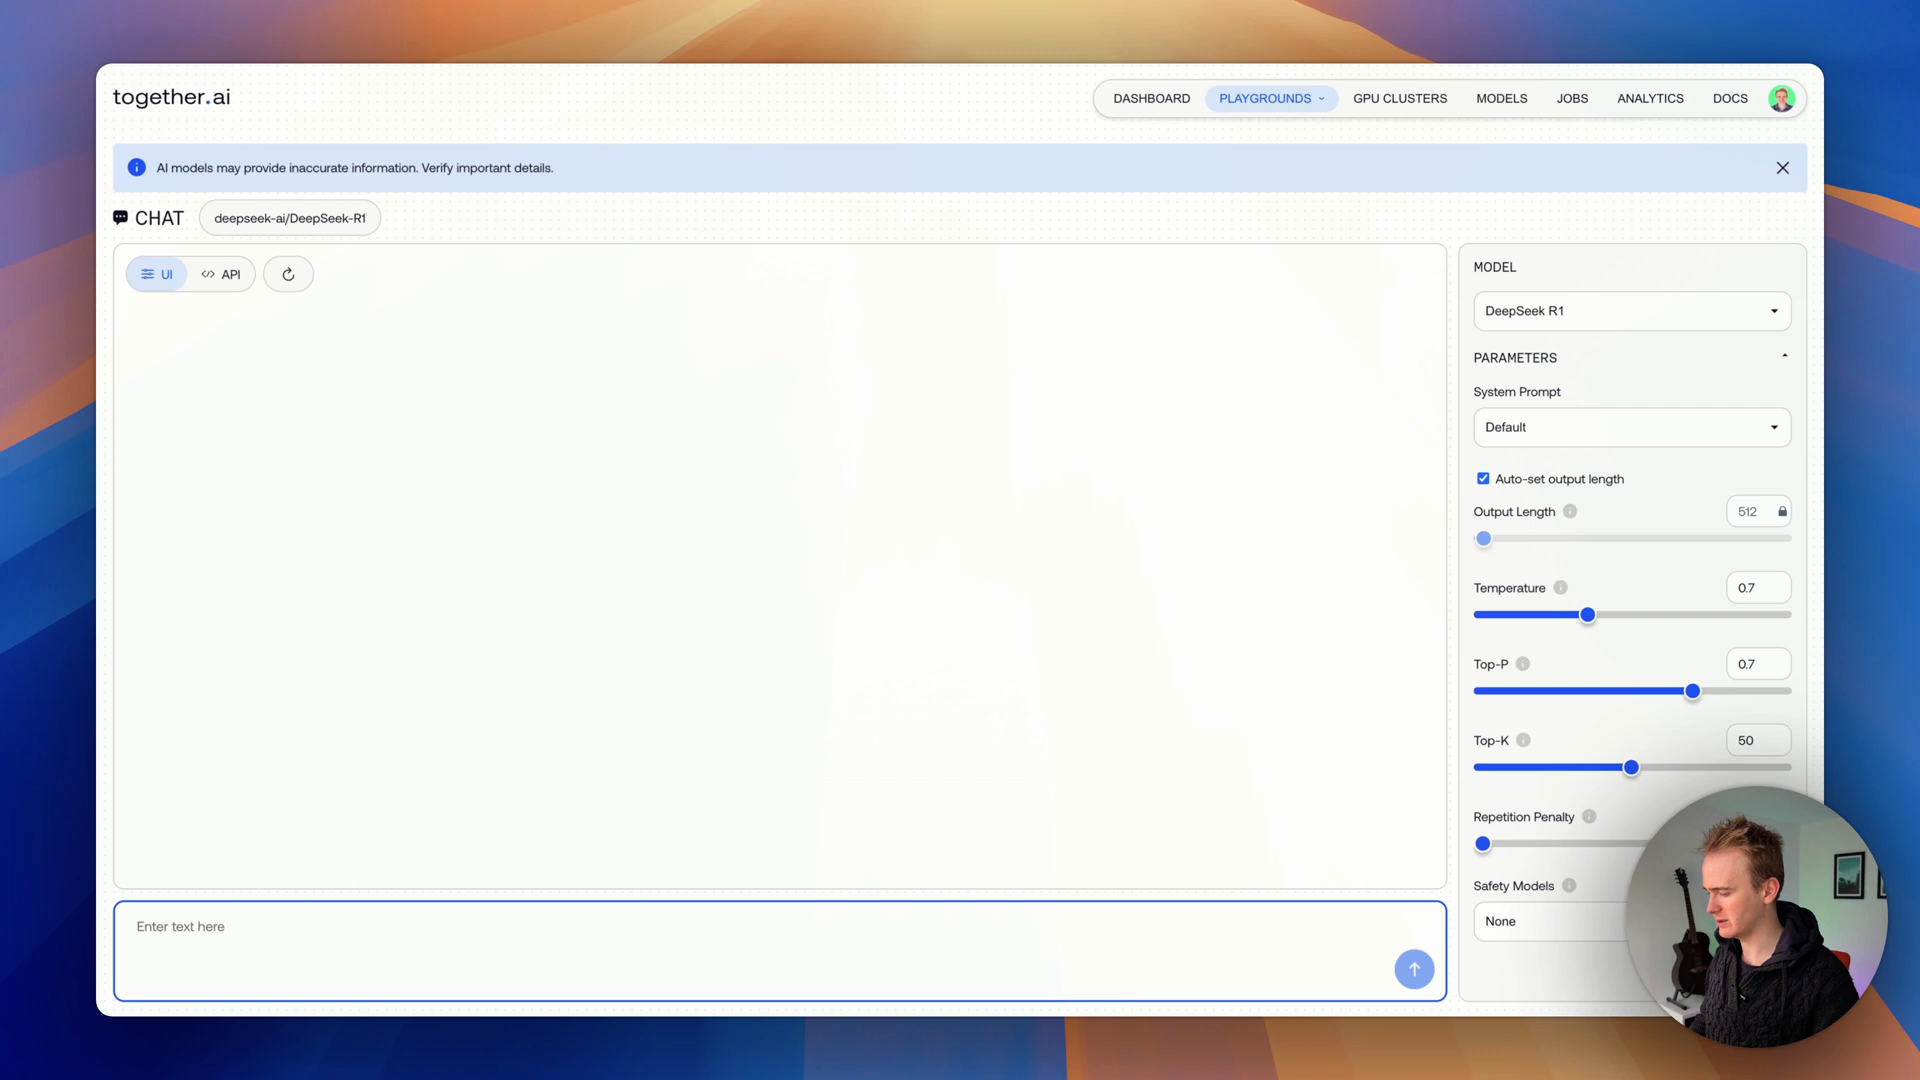 together.ai
DASHBOARD
PLAYGROUNDS
GPU CLUSTERS
MODELS
JOBS
ANALYTICS
DOCS
AI models may provide inaccurate information. Verify important details.
CHAT
deepseek-ai/DeepSeek-R1
UI
API
MODEL
DeepSeek R1
PARAMETERS
System Prompt
Default
Auto-set output length
Output Length
512
Temperature
0.7
Top-P
0.7
Top-K
50
Repetition Penalty
Safety Models
None
Enter text here